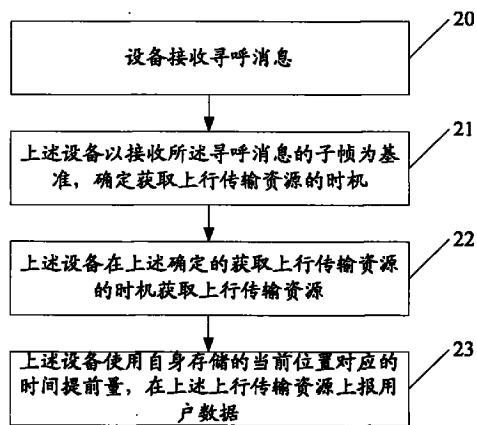 20
设备接收寻呼消息
21
上述设备以接收所述寻呼消息的子帧为基
准，确定获取上行传输资源的时机
22
上述设备在上述确定的获取上行传输资源
的时机获取上行传输资源
23
上述设备使用自身存储的当前位置对应的
时间提前量，在上述上行传输资源上报用
户数据